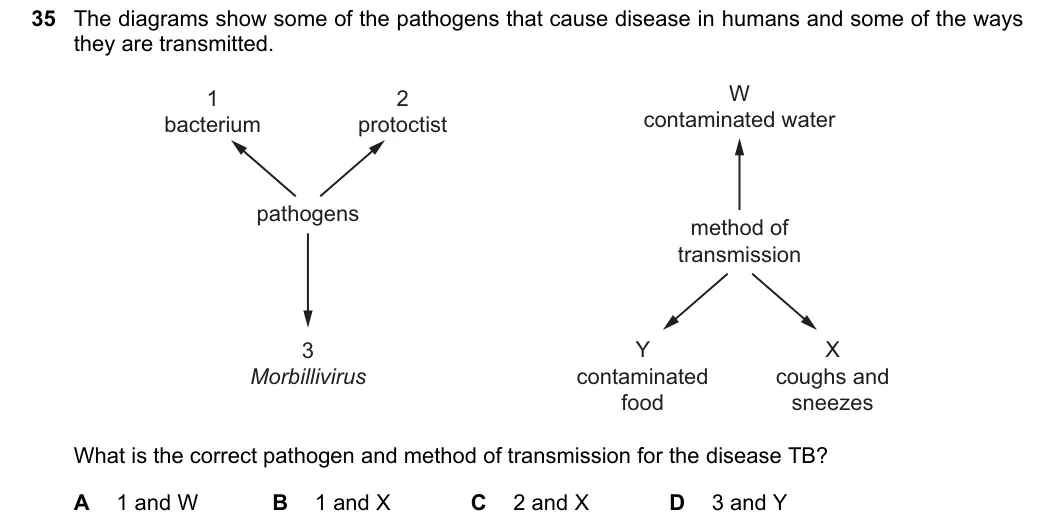 35 The diagrams show some of the pathogens that cause disease in humans and some of the ways
they are transmitted.
1
bacterium
2
protoctist
pathogens
3
Morbillivirus
W
contaminated water
method of
transmission
Y
contaminated
food
X
coughs and
sneezes
What is the correct pathogen and method of transmission for the disease TB?
A 1 and W B 1 and X C 2 and X D 3 and Y